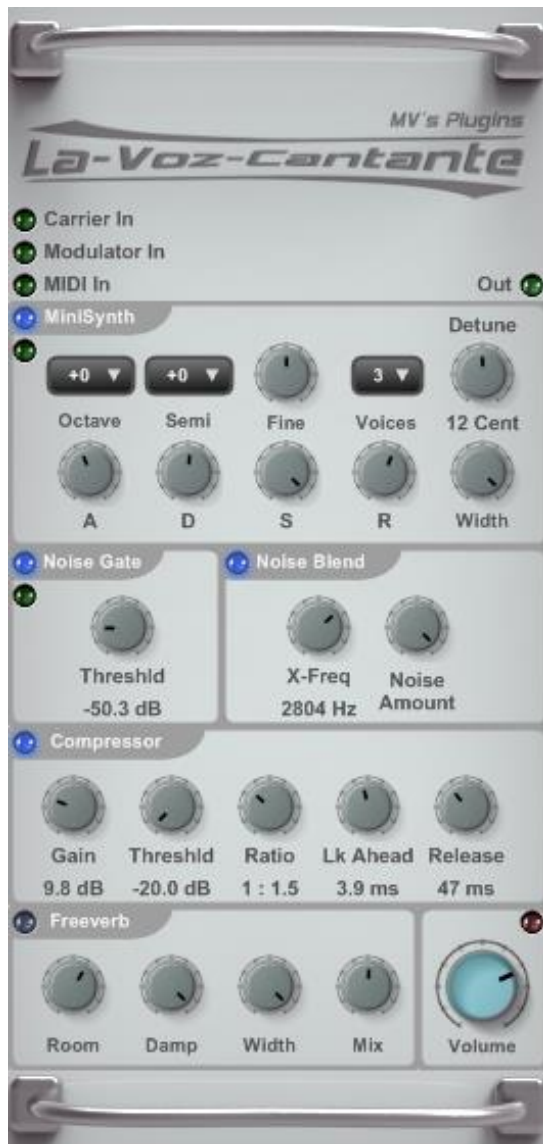 MV's Plugins
La-Voz-Cantante
Carrier In
Modulator In
MIDI In
Out
MiniSynth
Detune
+0
+0
3
Octave
Semi
Fine
Voices
12 Cent
A
D
S
R
Width
Noise Gate
Noise Blend
Threshld
X-Freq
Noise
Amount
-50.3 dB
2804 Hz
Compressor
Gain
Threshld
Ratio
Lk Ahead
Release
9.8 dB
-20.0 dB
1 : 1.5
3.9 ms
47 ms
Freeverb
Room
Damp
Width
Mix
Volume